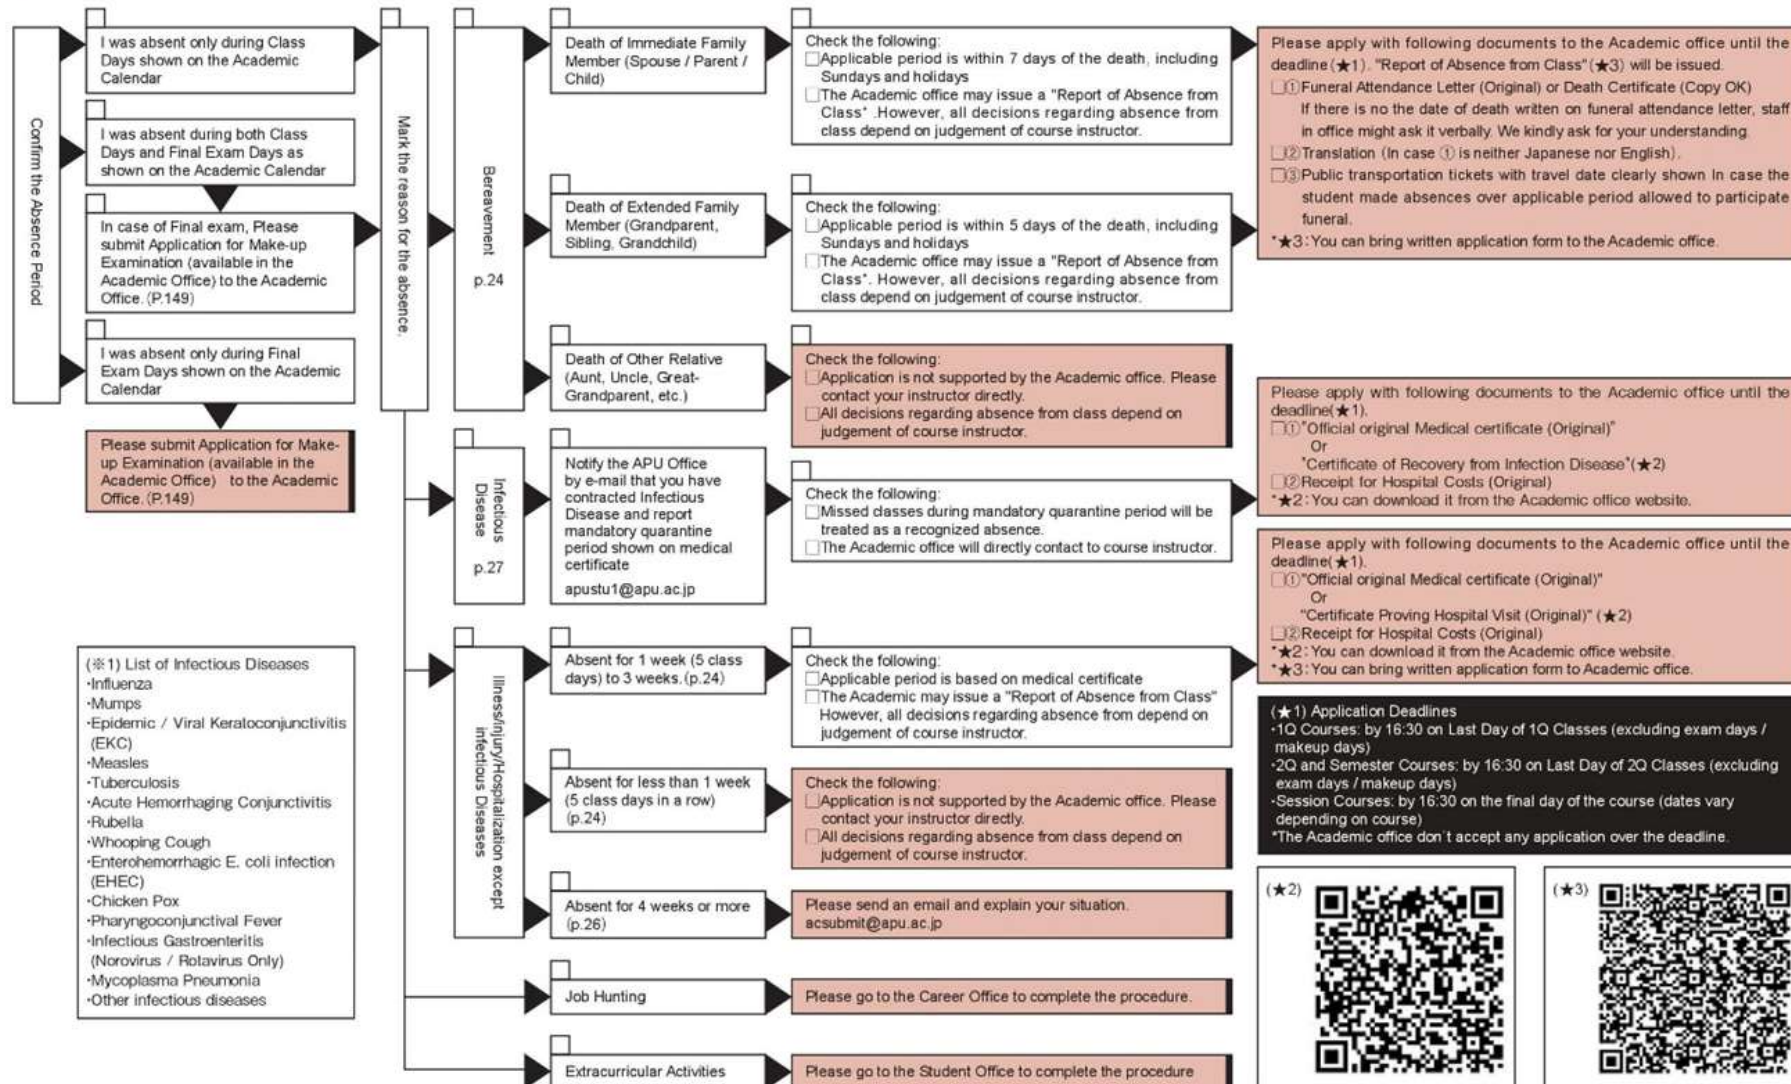 Confirm the Absence Period
I was absent only during Class
Days shown on the Academic
Calendar
I was absent during both Class
Days and Final Exam Days as
shown on the Academic Calendar
In case of Final exam, Please
submit Application for Make-up
Examination (available in the
Academic Office) to the Academic
Office. (P.149)
I was absent only during Final
Exam Days shown on the Academic
Calendar
Please submit Application for Make-
up Examination (available in the
Academic Office) to the Academic
Office. (P.149)
Mark the reason for the absence.
Bereavement p.24
Death of Immediate Family
Member (Spouse / Parent /
Child)
Check the following:
□Applicable period is within 7 days of the death, including
Sundays and holidays
□The Academic office may issue a "Report of Absence from
Class" .However, all decisions regarding absence from
class depend on judgement of course instructor.
Death of Extended Family
Member (Grandparent,
Sibling, Grandchild)
Check the following:
□Applicable period is within 5 days of the death, including
Sundays and holidays
□The Academic office may issue a "Report of Absence from
Class". However, all decisions regarding absence from
class depend on judgement of course instructor.
Please apply with following documents to the Academic office until the
deadline (★1). "Report of Absence from Class" (★3) will be issued.
□①Funeral Attendance Letter (Original) or Death Certificate (Copy OK)
If there is no the date of death written on funeral attendance letter, staff
in office might ask it verbally. We kindly ask for your understanding.
□②Translation (In case ① is neither Japanese nor English).
□③Public transportation tickets with travel date clearly shown In case the
student made absences over applicable period allowed to participate
funeral.
*★3:You can bring written application form to the Academic office.
Death of Other Relative
(Aunt, Uncle, Great-
Grandparent, etc.)
Check the following:
□Application is not supported by the Academic office. Please
contact your instructor directly.
□All decisions regarding absence from class depend on
judgement of course instructor.
Infectious
Disease p.27
Notify the APU Office
by e-mail that you have
contracted Infectious
Disease and report
mandatory quarantine
period shown on medical
certificate
apustu1@apu.ac.jp
Check the following:
□Missed classes during mandatory quarantine period will be
treated as a recognized absence.
□The Academic office will directly contact to course instructor.
Please apply with following documents to the Academic office until the
deadline(★1).
□①"Official original Medical certificate (Original)"
Or
"Certificate of Recovery from Infection Disease"(★2)
□②Receipt for Hospital Costs (Original)
*★2:You can download it from the Academic office website.
Illness/injury/Hospitalization except
infectious Diseases
Absent for 1 week (5 class
days) to 3 weeks. (p.24)
Check the following:
□Applicable period is based on medical certificate
□The Academic may issue a "Report of Absence from Class"
However, all decisions regarding absence from depend on
judgement of course instructor.
Please apply with following documents to the Academic office until the
deadline(★1).
□①"Official original Medical certificate (Original)"
Or
"Certificate Proving Hospital Visit (Original)" (★2)
□②Receipt for Hospital Costs (Original)
*★2:You can download it from the Academic office website.
*★3:You can bring written application form to Academic office.
Absent for less than 1 week
(5 class days in a row)
(p.24)
Check the following:
□Application is not supported by the Academic office. Please
contact your instructor directly.
□All decisions regarding absence from class depend on
judgement of course instructor.
Absent for 4 weeks or more
(p.26)
Please send an email and explain your situation.
acsubmit@apu.ac.jp
Job Hunting
Please go to the Career Office to complete the procedure.
Extracurricular Activities
Please go to the Student Office to complete the procedure
(※1) List of Infectious Diseases
・Influenza
・Mumps
・Epidemic / Viral Keratoconjunctivitis
(EKC)
・Measles
・Tuberculosis
・Acute Hemorrhaging Conjunctivitis
・Rubella
・Whooping Cough
・Enterohemorrhagic E. coli infection
(EHEC)
・Chicken Pox
・Pharyngoconjunctival Fever
・Infectious Gastroenteritis
(Norovirus / Rotavirus Only)
・Mycoplasma Pneumonia
・Other infectious diseases
(★1) Application Deadlines
・1Q Courses: by 16:30 on Last Day of 1Q Classes (excluding exam days /
makeup days)
・2Q and Semester Courses: by 16:30 on Last Day of 2Q Classes (excluding
exam days / makeup days)
・Session Courses: by 16:30 on the final day of the course (dates vary
depending on course)
*The Academic office don't accept any application over the deadline.
(★2)
(★3)